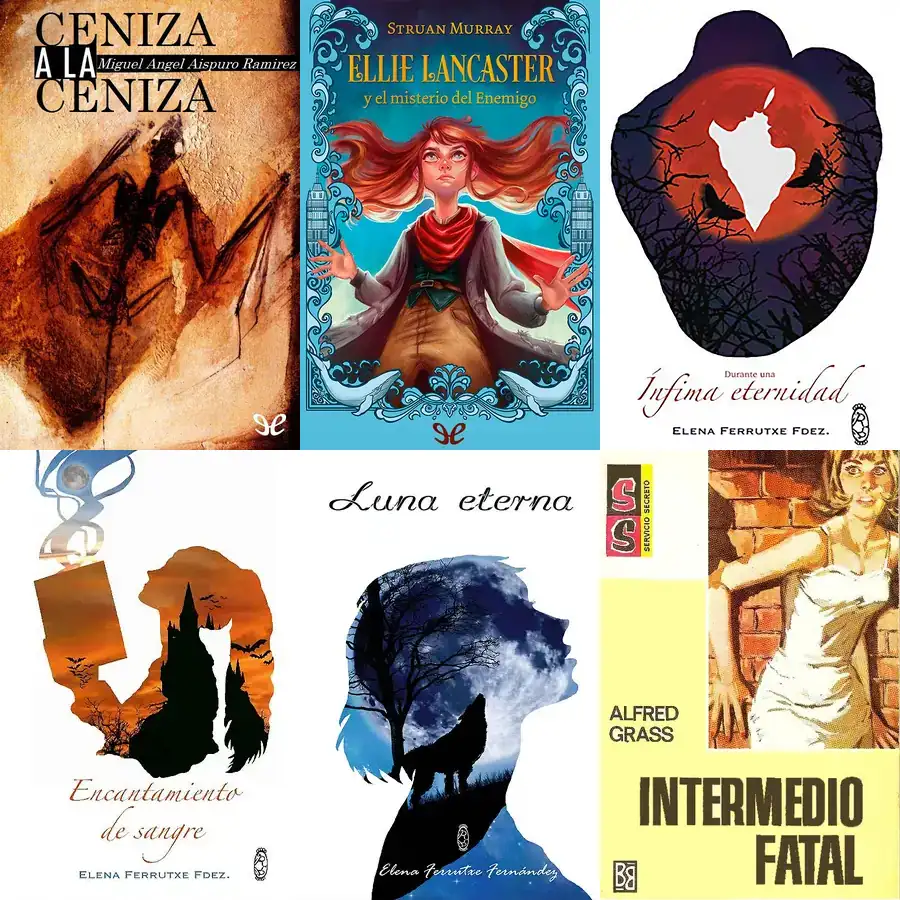 CENIZA
A LA Miguel Angel Aispuro Ramirez
CENIZA
STRUAN MURRAY
ELLIE LANCASTER
y el misterio del Enemigo
Durante una
Ínfima eternidad
ELENA FERRUTXE FDEZ.
Encantamiento
de sangre
ELENA FERRUTXE FDEZ.
Luna eterna
Elena Ferrutxe Fernández
SS
SERVICIO SECRETO
ALFRED
GRASS
INTERMEDIO
FATAL
BB